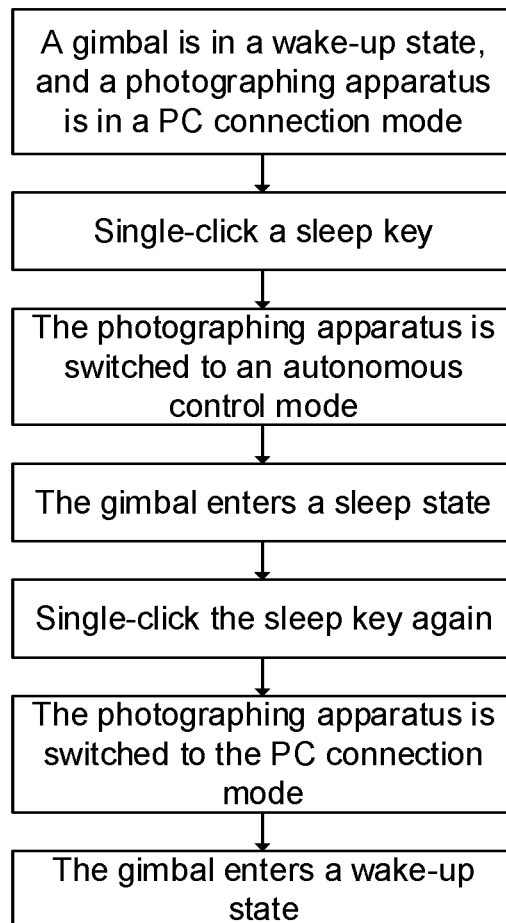 A gimbal is in a wake-up state,
and a photographing apparatus
is in a PC connection mode
Single-click a sleep key
The photographing apparatus is
switched to an autonomous
control mode
The gimbal enters a sleep state
Single-click the sleep key again
The photographing apparatus is
switched to the PC connection
mode
The gimbal enters a wake-up
state